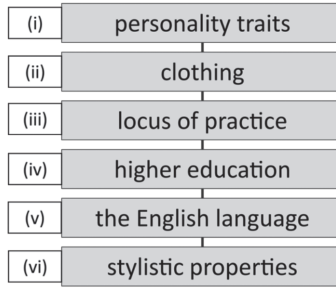 (i) personality traits
(ii) clothing
(iii) locus of practice
(iv) higher education
(v) the English language
(vi) stylistic properties